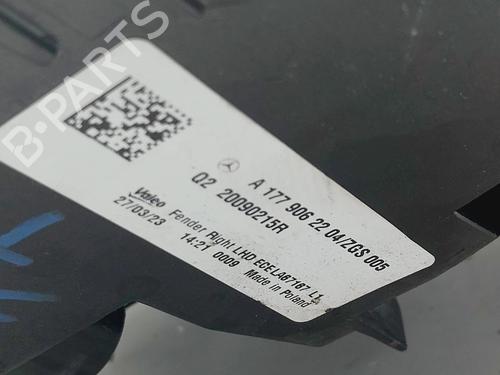 B-PARTS
A 177 906 22 04/ZGS 005
Q2 20090215R
Valeo Fender Right LHD ECE LA67167 L1
27/03/23 14:21 0009 Made in Poland